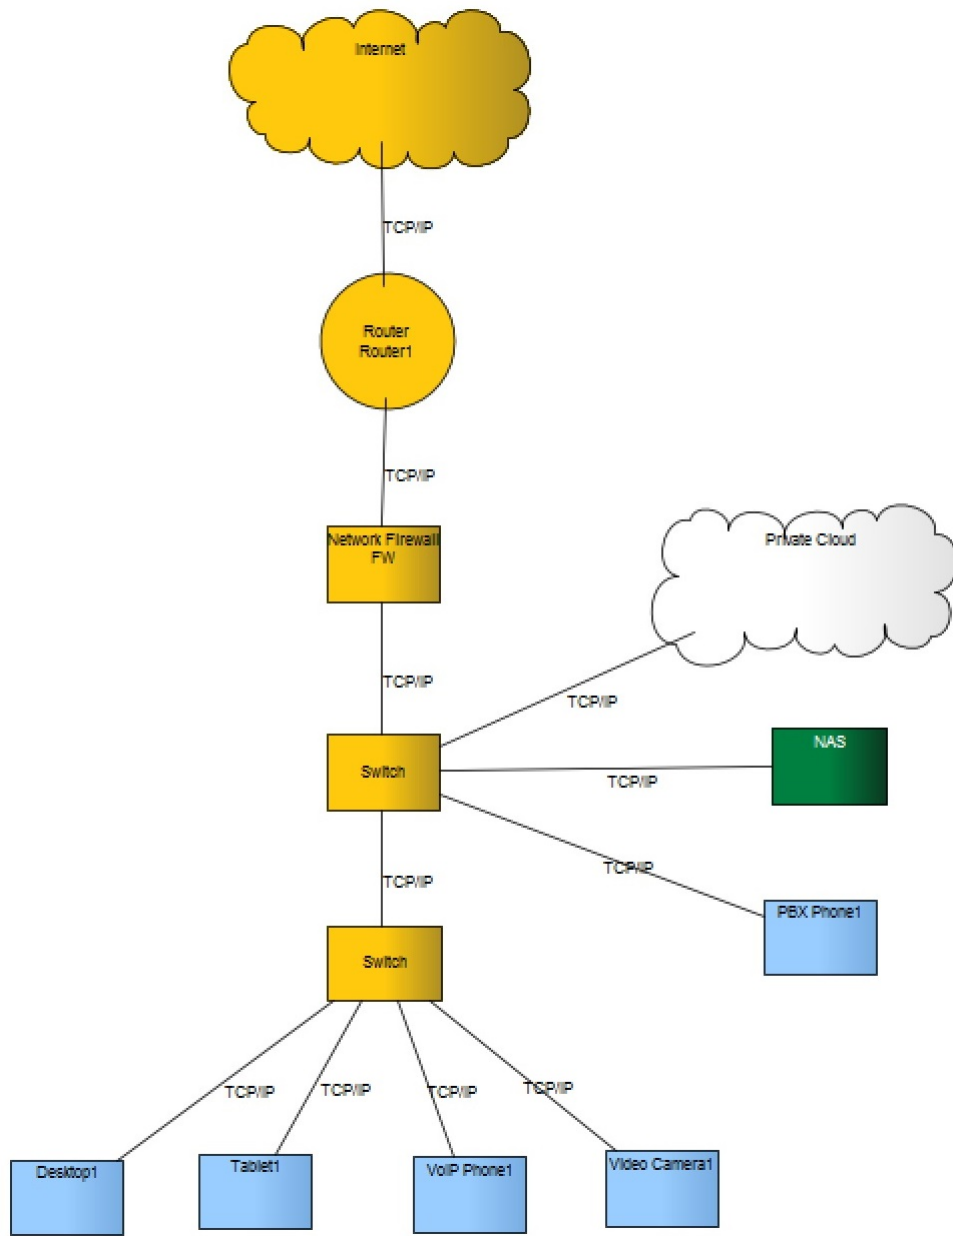 Internet
TCP/IP
Router
Router1
TCP/IP
Network Firewall
FW
Private Cloud
TCP/IP
TCP/IP
Switch
NAS
TCP/IP
TCP/IP
TCP/IP
PBX Phone1
Switch
TCP/IP
TCP/IP
TCP/IP
TCP/IP
Desktop1
Tablet1
VoIP Phone1
Video Camera1